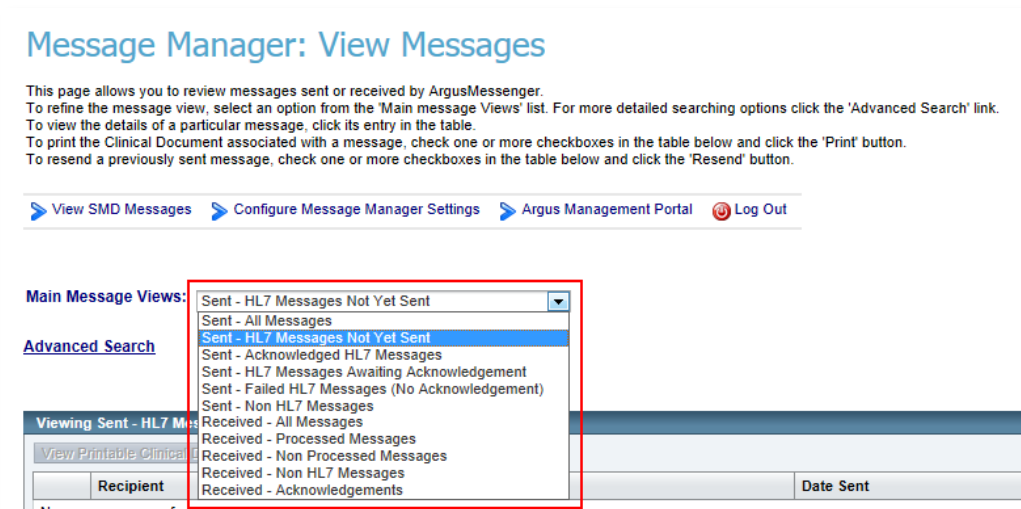 Message Manager: View Messages
This page allows you to review messages sent or received by ArgusMessenger.
To refine the message view, select an option from the 'Main message Views' list. For more detailed searching options click the 'Advanced Search' link.
To view the details of a particular message, click its entry in the table.
To print the Clinical Document associated with a message, check one or more checkboxes in the table below and click the 'Print' button.
To resend a previously sent message, check one or more checkboxes in the table below and click the 'Resend' button.
View SMD Messages Configure Message Manager Settings Argus Management Portal Log Out
Main Message Views: Sent - HL7 Messages Not Yet Sent
Sent - All Messages
Sent - HL7 Messages Not Yet Sent
Advanced Search
Sent - Acknowledged HL7 Messages
Sent - HL7 Messages Awaiting Acknowledgement
Sent - Failed HL7 Messages (No Acknowledgement)
Sent - Non HL7 Messages
Received - All Messages
Received - Processed Messages
Received - Non Processed Messages
Received - Non HL7 Messages
Received - Acknowledgements
Viewing Sent - HL7
View Printable Clinical
Recipient Date Sent